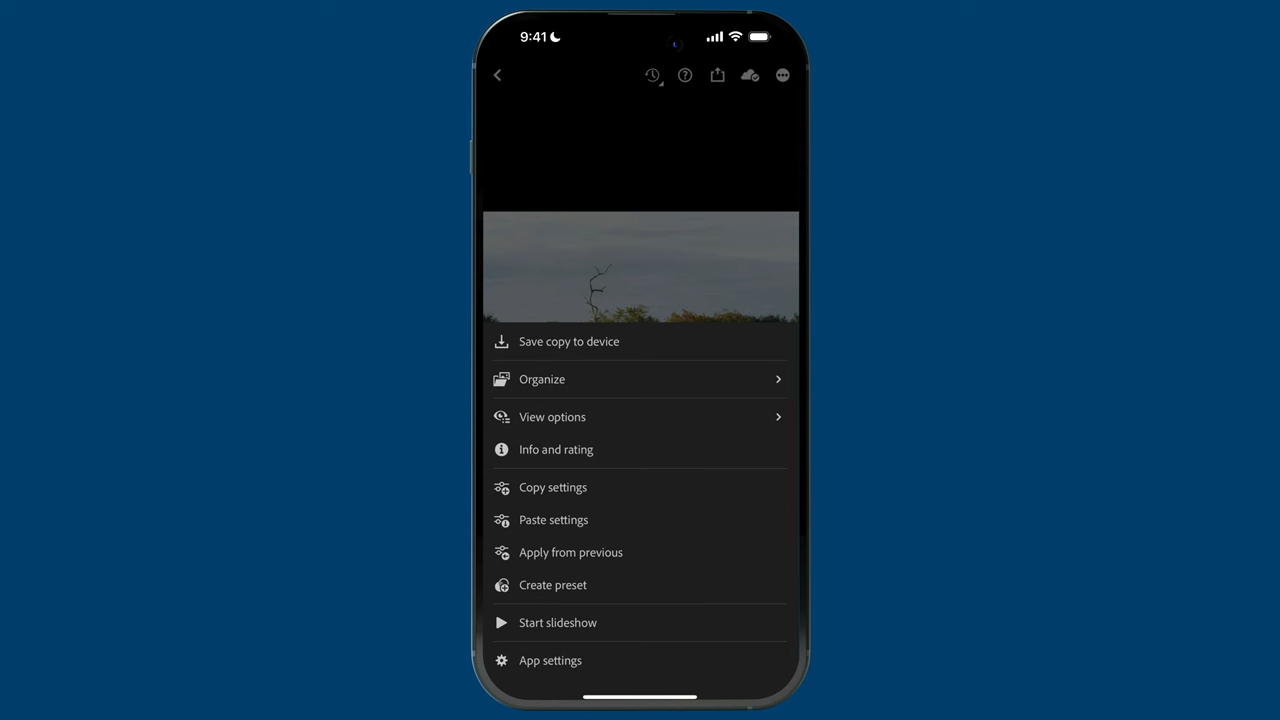 9:41
Save copy to device
Organize
View options
Info and rating
Copy settings
Paste settings
Apply from previous
Create preset
Start slideshow
App settings